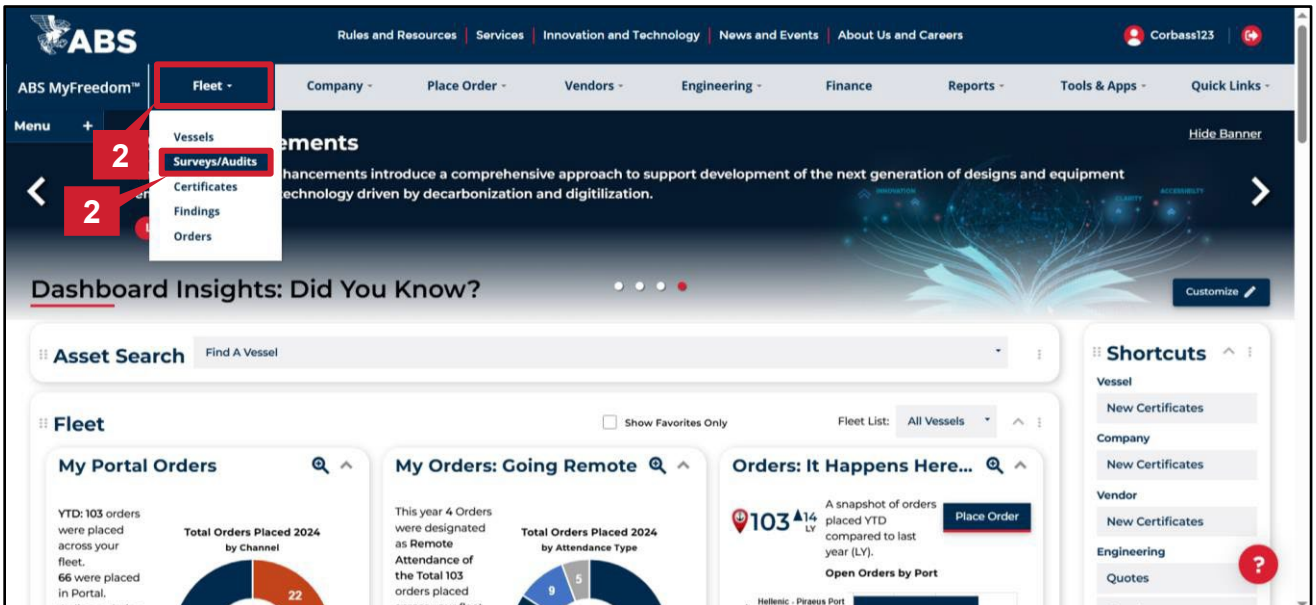 ABS
Rules and Resources
Services
Innovation and Technology
News and Events
About Us and Careers
Corbass123
ABS MyFreedom™
Fleet
Company
Place Order
Vendors
Engineering
Finance
Reports
Tools & Apps
Quick Links
Menu +
2
Vessels
Surveys/Audits
Certificates
Findings
Orders
2
ements
Hide Banner
hancements introduce a comprehensive approach to support development of the next generation of designs and equipment
echnology driven by decarbonization and digitilization.
INNOVATION
CLARITY
ACCESSIBILITY
Dashboard Insights: Did You Know?
Customize
Asset Search
Find A Vessel
Fleet
Show Favorites Only
Fleet List:
All Vessels
My Portal Orders
YTD: 103 orders
were placed
across your
fleet.
66 were placed
in Portal.
Total Orders Placed 2024
by Channel
22
My Orders: Going Remote
This year 4 Orders
were designated
as Remote
Attendance of
the Total 103
orders placed
Total Orders Placed 2024
by Attendance Type
9
5
Orders: It Happens Here...
103
14
LY
A snapshot of orders
placed YTD
compared to last
year (LY).
Place Order
Open Orders by Port
Hellenic - Piraeus Port
Shortcuts
Vessel
New Certificates
Company
New Certificates
Vendor
New Certificates
Engineering
Quotes
?